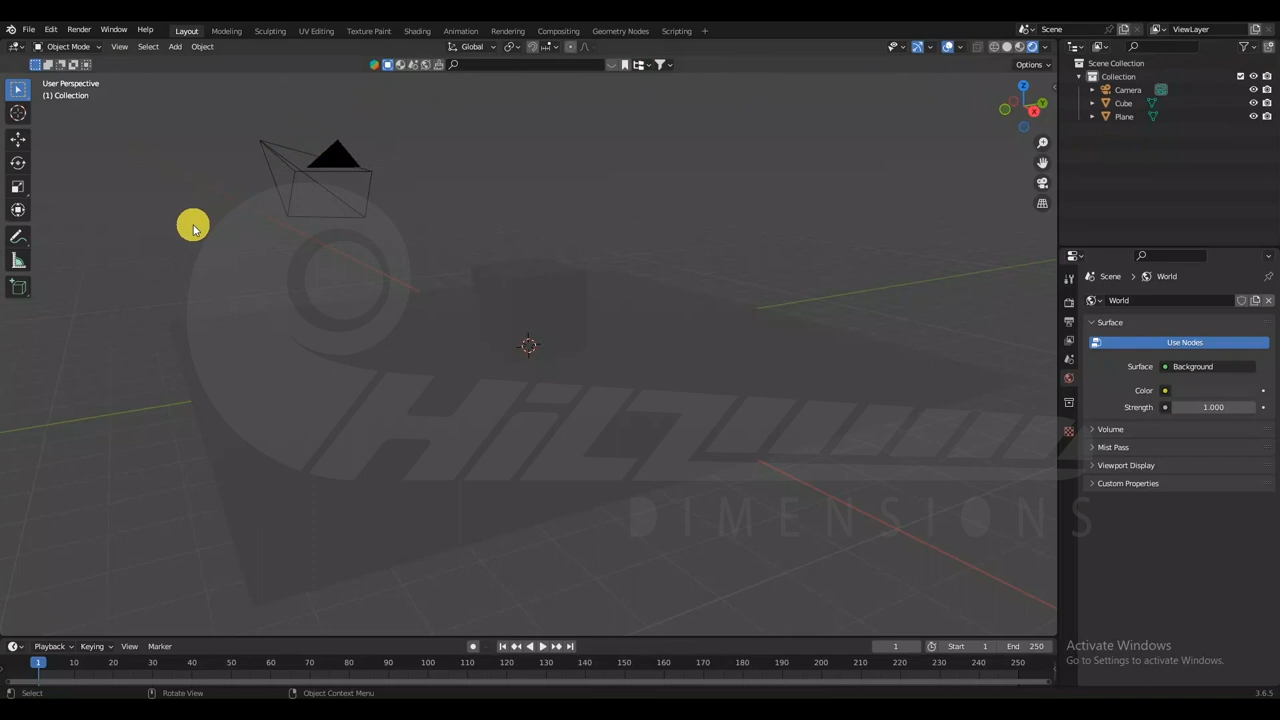 File Edit Render Window Help Layout Modeling Sculpting UV Editing Texture Paint Shading Animation Rendering Compositing Geometry Nodes Scripting Scene ViewLayer
Object Mode View Select Add Object Global
Options
User Perspective
(1) Collection
Scene Collection
Collection
Camera
Cube
Plane
X
Y
Z
Scene World
World
Surface
Use Nodes
Surface Background
Color
Strength 1.000
Volume
Mist Pass
Viewport Display
Custom Properties
DIMENSIONS
Activate Windows
Go to Settings to activate Windows.
Playback Keying View Marker 1 Start 1 End 250
1 10 20 30 40 50 60 70 80 90 100 110 120 130 140 150 160 170 180 190 200 210 220 230 240 250
Select Rotate View Object Context Menu 3.6.5